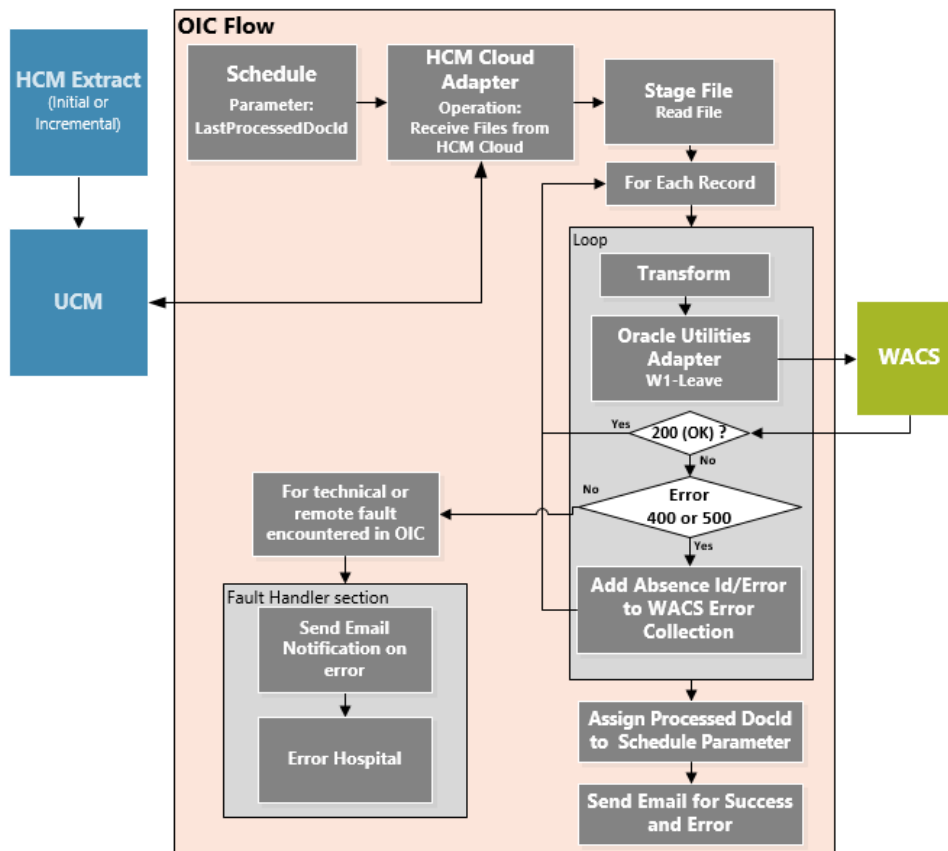 OIC Flow
HCM Extract
(Initial or
Incremental)
UCM
Schedule
Parameter:
LastProcessedDocId
HCM Cloud
Adapter
Operation:
Receive Files from
HCM Cloud
Stage File
Read File
For Each Record
Loop
Transform
Oracle Utilities
Adapter
W1-Leave
WACS
Yes
200 (OK) ?
No
No
Error
400 or 500
Yes
Add Absence Id/Error
to WACS Error
Collection
For technical or
remote fault
encountered in OIC
Fault Handler section
Send Email
Notification on
error
Error Hospital
Assign Processed DocId
to Schedule Parameter
Send Email for Success
and Error